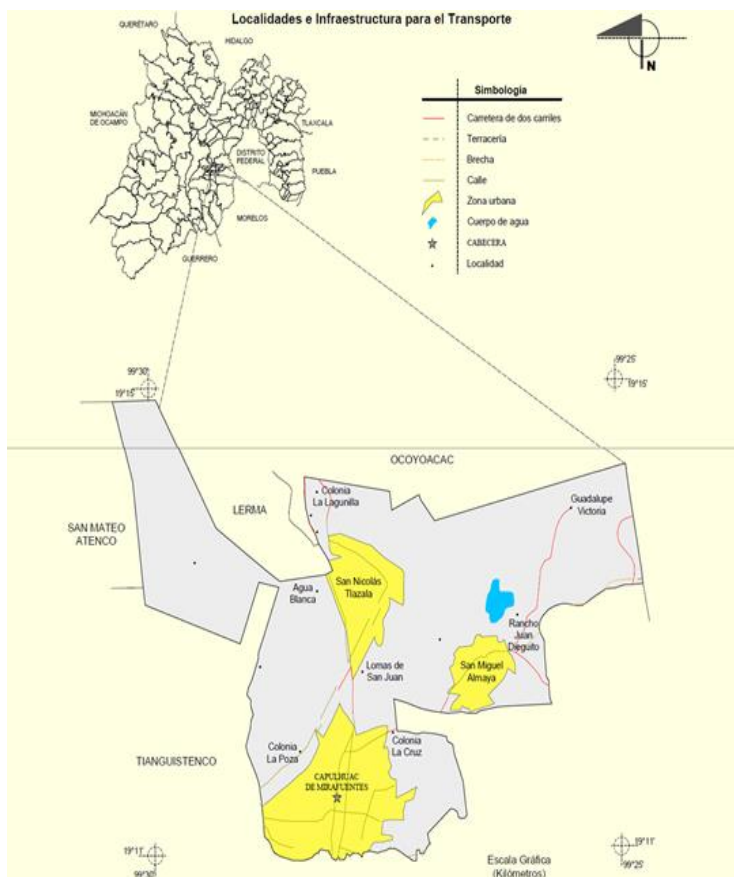 Localidades e Infraestructura para el Transporte
QUERÉTARO
HIDALGO
MICHOACÁN
DE OCAMPO
TLAXCALA
DISTRITO
FEDERAL
PUEBLA
MORELOS
GUERRERO
N
Simbología
Carretera de dos carriles
Terracería
Brecha
Calle
Zona urbana
Cuerpo de agua
CABECERA
Localidad
99°30'
19°15'
99°25'
19°15'
OCOYOACAC
LERMA
SAN MATEO
ATENCO
Colonia
La Lagunilla
Guadalupe
Victoria
Agua
Blanca
San Nicolás
Tlazala
Rancho
Juan
Dieguito
Lomas de
San Juan
San Miguel
Almaya
TIANGUISTENCO
Colonia
La Poza
Colonia
La Cruz
CAPULHUAC
DE MIRAFUENTES
19°11'
99°30'
19°11'
99°25'
Escala Gráfica
(Kilómetros)